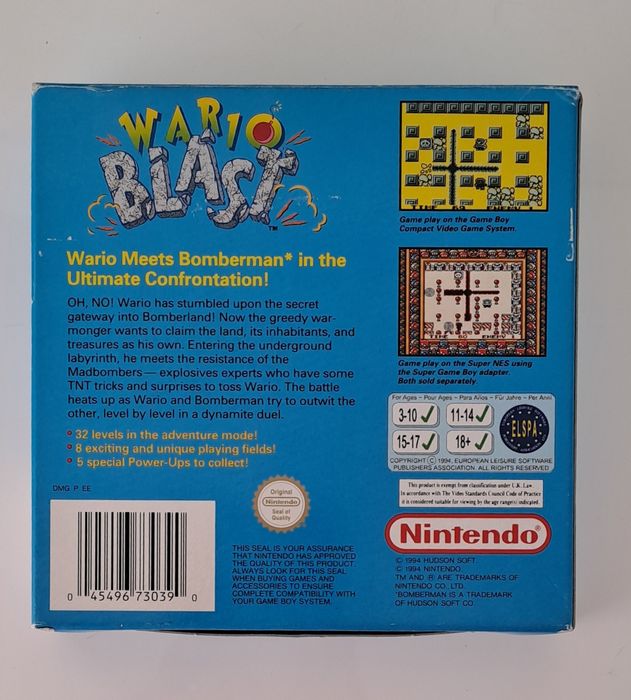 WARIO
BLAST
TM
Wario Meets Bomberman* in the
Ultimate Confrontation!
OH, NO! Wario has stumbled upon the secret
gateway into Bomberland! Now the greedy war-
monger wants to claim the land, its inhabitants, and
treasures as his own. Entering the underground
labyrinth, he meets the resistance of the
Madbombers — explosives experts who have some
TNT tricks and surprises to toss Wario. The battle
heats up as Wario and Bomberman try to outwit the
other, level by level in a dynamite duel.
32 levels in the adventure mode!
8 exciting and unique playing fields!
5 special Power-Ups to collect!
DMG P EE
0 45496 73039 0
Original
Nintendo
Seal of
Quality
THIS SEAL IS YOUR ASSURANCE
THAT NINTENDO HAS APPROVED
THE QUALITY OF THIS PRODUCT.
ALWAYS LOOK FOR THIS SEAL
WHEN BUYING GAMES AND
ACCESSORIES TO ENSURE
COMPLETE COMPATIBILITY WITH
YOUR GAME BOY SYSTEM.
Game play on the Game Boy
Compact Video Game System.
Game play on the Super NES using
the Super Game Boy adapter.
Both sold separately.
For Ages - Pour Ages - Para Años - Für Jahre - Per Anni
3-10 ✓ 11-14 ✓
15-17 ✓ 18+ ✓
ELSPA
COPYRIGHT © 1994, EUROPEAN LEISURE SOFTWARE
PUBLISHERS ASSOCIATION. ALL RIGHTS RESERVED
This product is exempt from classification under U.K. Law.
In accordance with The Video Standards Council Code of Practice
it is considered suitable for viewing by the age range(s) indicated.
Nintendo®
© 1994 HUDSON SOFT
© 1994 NINTENDO
TM AND ® ARE TRADEMARKS OF
NINTENDO CO. LTD.
*BOMBERMAN IS A TRADEMARK
OF HUDSON SOFT CO.